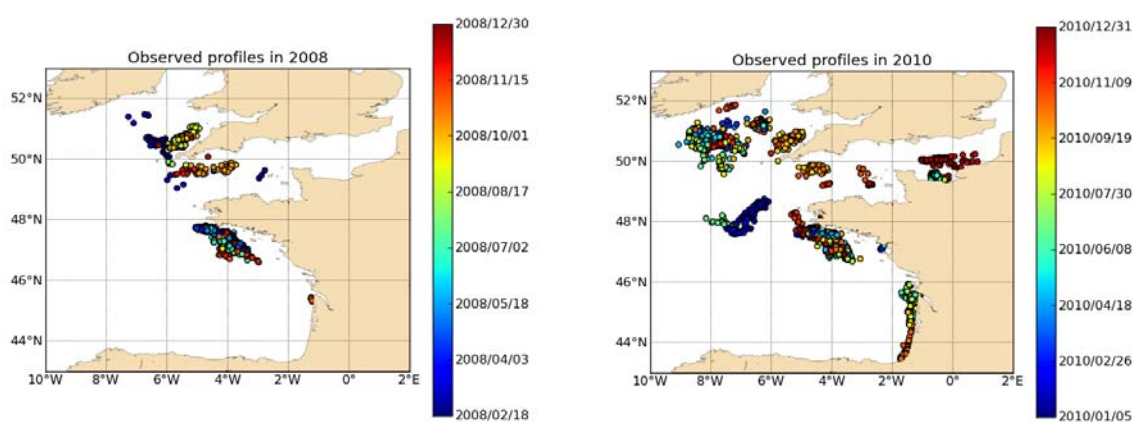 Observed profiles in 2008
52°N
50°N
48°N
46°N
44°N
10°W 8°W 6°W 4°W 2°W 0° 2°E
2008/12/30
2008/11/15
2008/10/01
2008/08/17
2008/07/02
2008/05/18
2008/04/03
2008/02/18
Observed profiles in 2010
52°N
50°N
48°N
46°N
44°N
10°W 8°W 6°W 4°W 2°W 0° 2°E
2010/12/31
2010/11/09
2010/09/19
2010/07/30
2010/06/08
2010/04/18
2010/02/26
2010/01/05